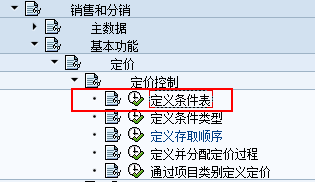 销售和分销
主数据
基本功能
定价
定价控制
定义条件表
定义条件类型
定义存取顺序
定义并分配定价过程
通过项目类别定义定价